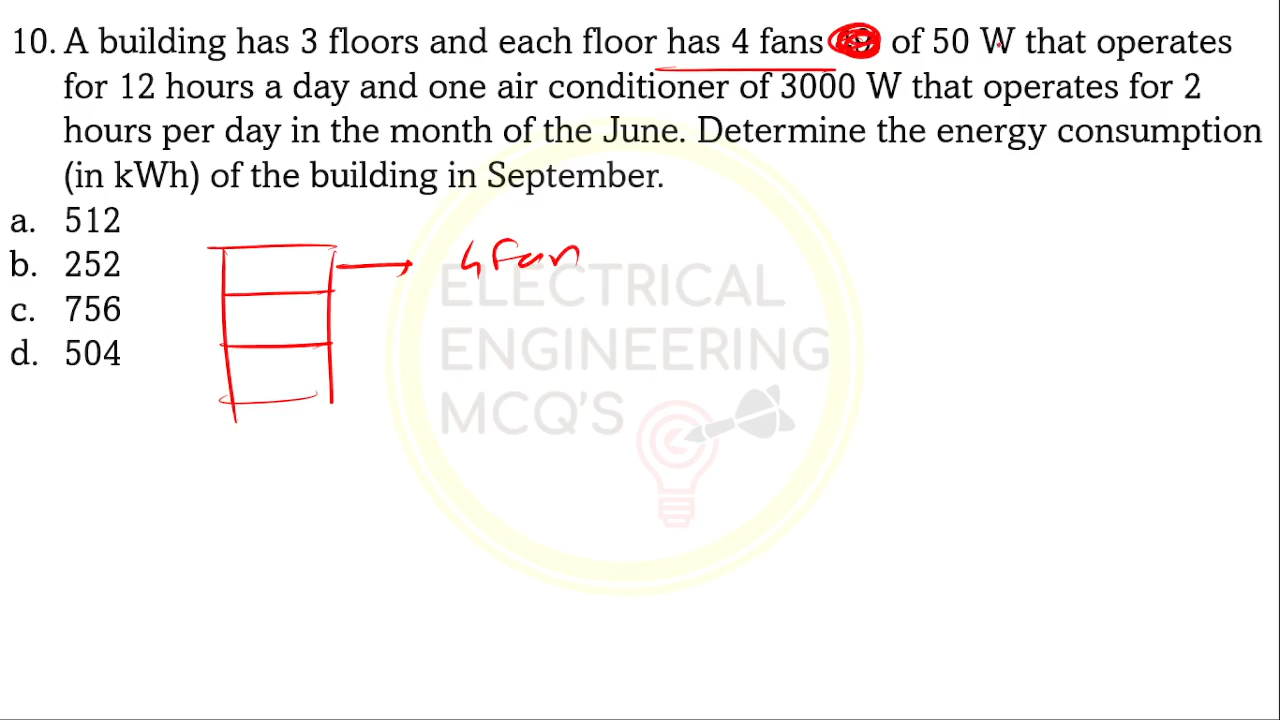 10. A building has 3 floors and each floor has 4 fans of 50 W that operates
for 12 hours a day and one air conditioner of 3000 W that operates for 2
hours per day in the month of the June. Determine the energy consumption
(in kWh) of the building in September.
a. 512
b. 252
c. 756
d. 504
4 Fan
ELECTRICAL
ENGINEERING
MCQ'S